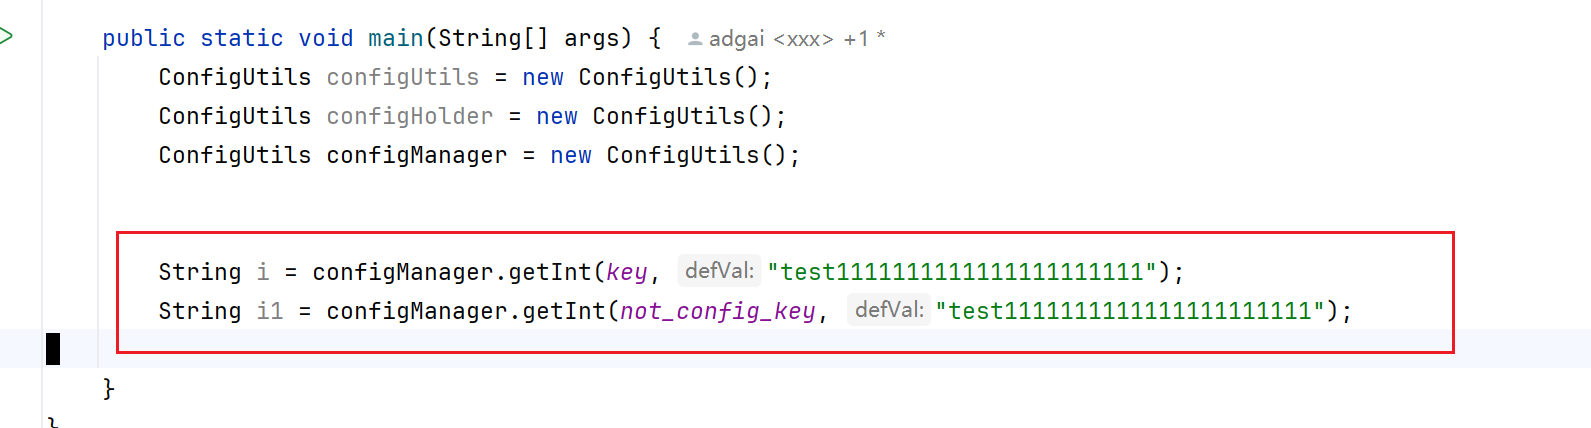 public static void main(String[] args) { adgai <xxx> +1 *
ConfigUtils configUtils = new ConfigUtils();
ConfigUtils configHolder = new ConfigUtils();
ConfigUtils configManager = new ConfigUtils();
String i = configManager.getInt(key, defVal: "test1111111111111111111111");
String i1 = configManager.getInt(not_config_key, defVal: "test1111111111111111111111");
}
}